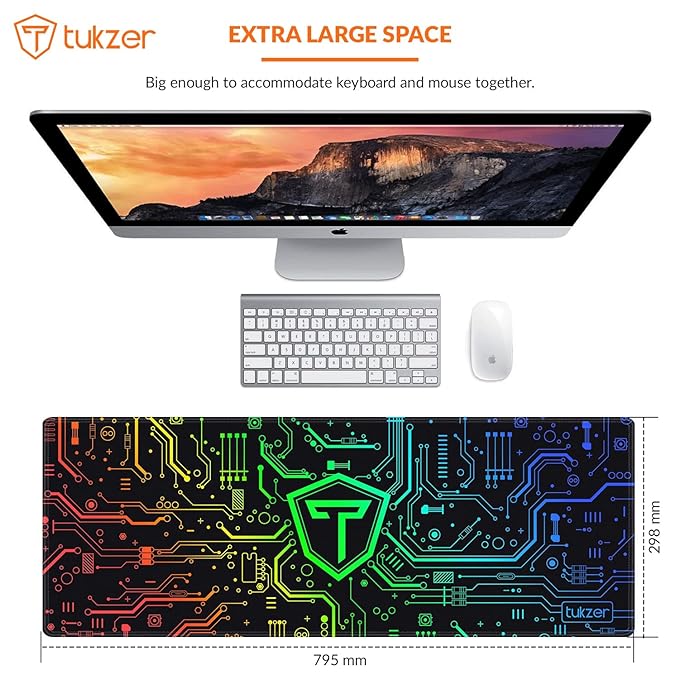 tukzer
EXTRA LARGE SPACE
Big enough to accommodate keyboard and mouse together.
298 mm
tukzer
795 mm